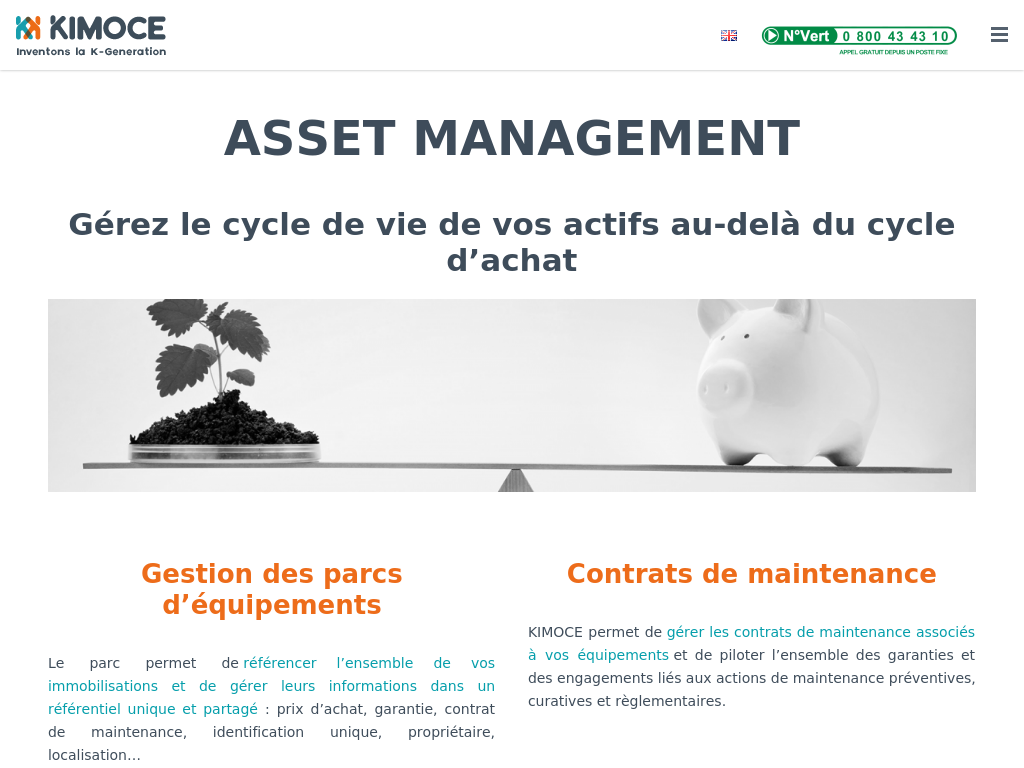 KIMOCE
Inventons la K-Generation
N°Vert 0 800 43 43 10
APPEL GRATUIT DEPUIS UN POSTE FIXE
ASSET MANAGEMENT
Gérez le cycle de vie de vos actifs au-delà du cycle
d’achat
Gestion des parcs
d’équipements
Le parc permet de référencer l’ensemble de vos
immobilisations et de gérer leurs informations dans un
référentiel unique et partagé : prix d’achat, garantie, contrat
de maintenance, identification unique, propriétaire,
localisation…
Contrats de maintenance
KIMOCE permet de gérer les contrats de maintenance associés
à vos équipements et de piloter l’ensemble des garanties et
des engagements liés aux actions de maintenance préventives,
curatives et règlementaires.